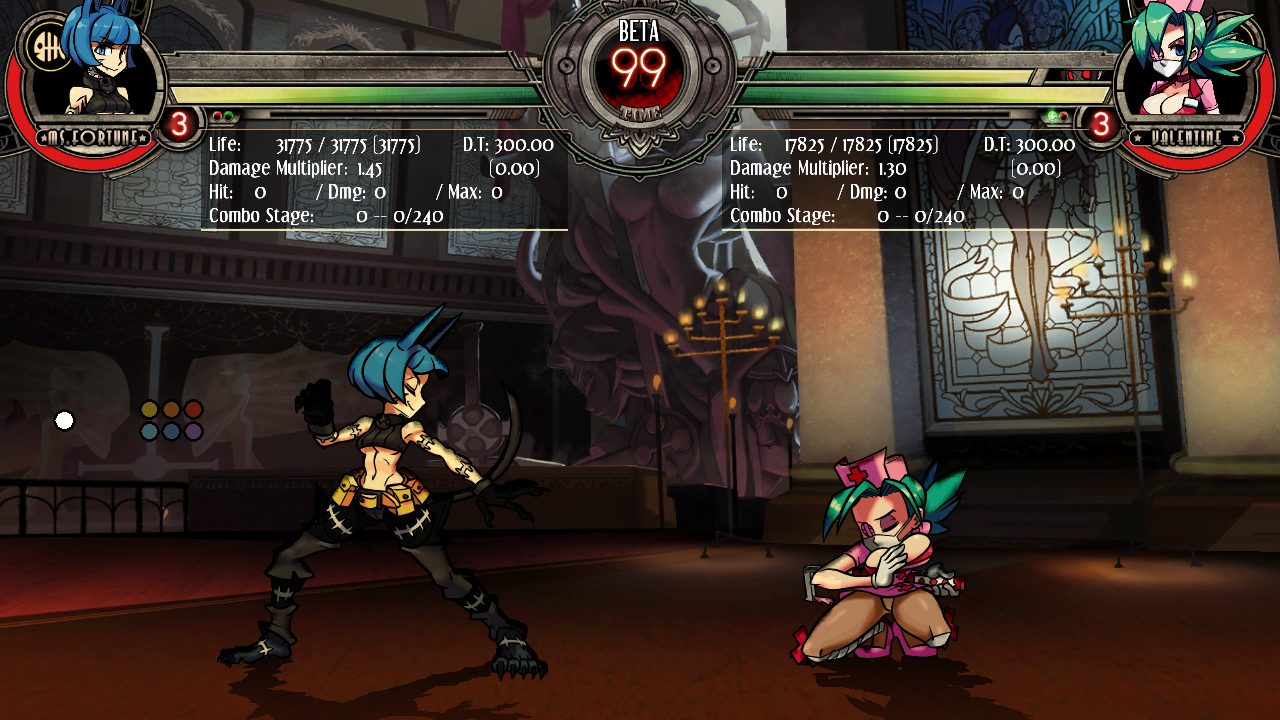 BETA
99
TIME
MS. FORTUNE
3
3
VALENTINE
Life: 31775 / 31775 [31775] D.T: 300.00
Damage Multiplier: 1.45 [0.00]
Hit: 0 / Dmg: 0 / Max: 0
Combo Stage: 0 -- 0/240
Life: 17825 / 17825 [17825] D.T: 300.00
Damage Multiplier: 1.30 [0.00]
Hit: 0 / Dmg: 0 / Max: 0
Combo Stage: 0 -- 0/240